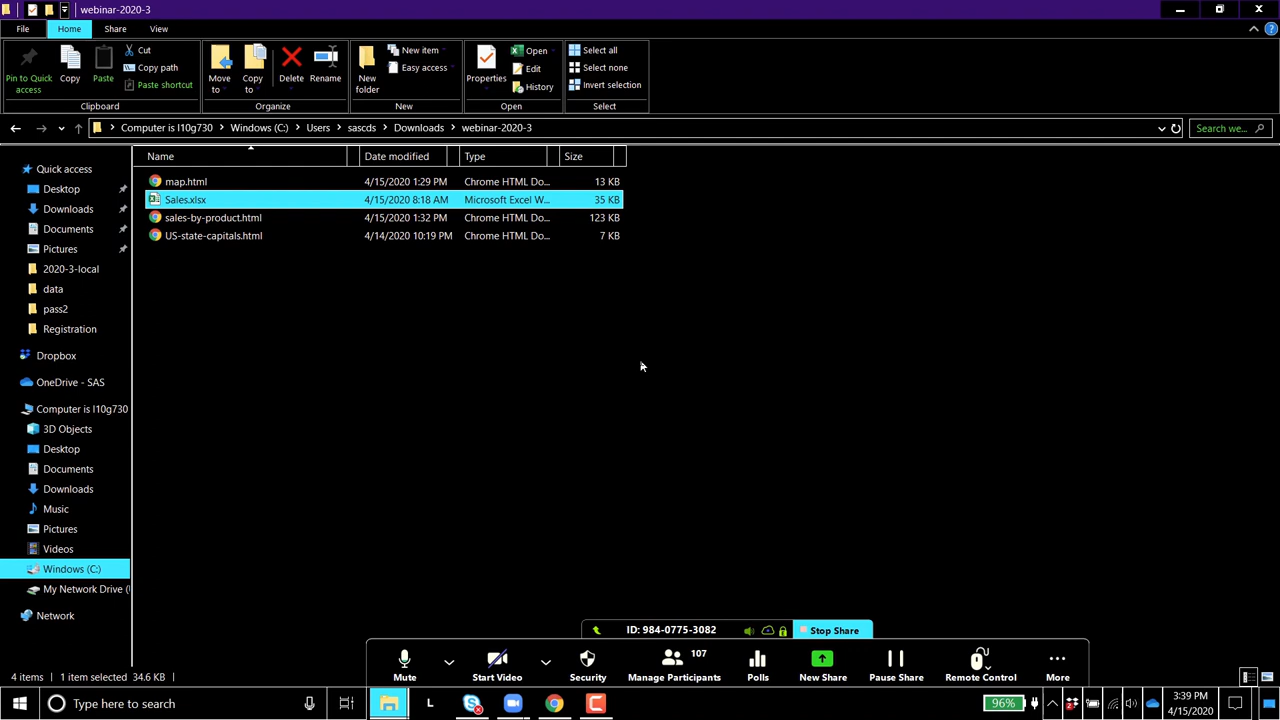 webinar-2020-3
File Home Share View
Pin to Quick access
Copy
Paste
Cut
Copy path
Paste shortcut
Clipboard
Move to
Copy to
Delete
Rename
Organize
New folder
New item
Easy access
New
Properties
Open
Edit
History
Open
Select all
Select none
Invert selection
Select
Computer is l10g730 Windows (C:) Users sascds Downloads webinar-2020-3
Search we...
Name Date modified Type Size
map.html 4/15/2020 1:29 PM Chrome HTML Do... 13 KB
Sales.xlsx 4/15/2020 8:18 AM Microsoft Excel W... 35 KB
sales-by-product.html 4/15/2020 1:32 PM Chrome HTML Do... 123 KB
US-state-capitals.html 4/14/2020 10:19 PM Chrome HTML Do... 7 KB
Quick access
Desktop
Downloads
Documents
Pictures
2020-3-local
data
pass2
Registration
Dropbox
OneDrive - SAS
Computer is l10g730
3D Objects
Desktop
Documents
Downloads
Music
Pictures
Videos
Windows (C:)
My Network Drive (
Network
4 items 1 item selected 34.6 KB
ID: 984-0775-3082
Stop Share
Mute
Start Video
Security
107
Manage Participants
Polls
New Share
Pause Share
Remote Control
More
Type here to search
L
96%
3:39 PM
4/15/2020